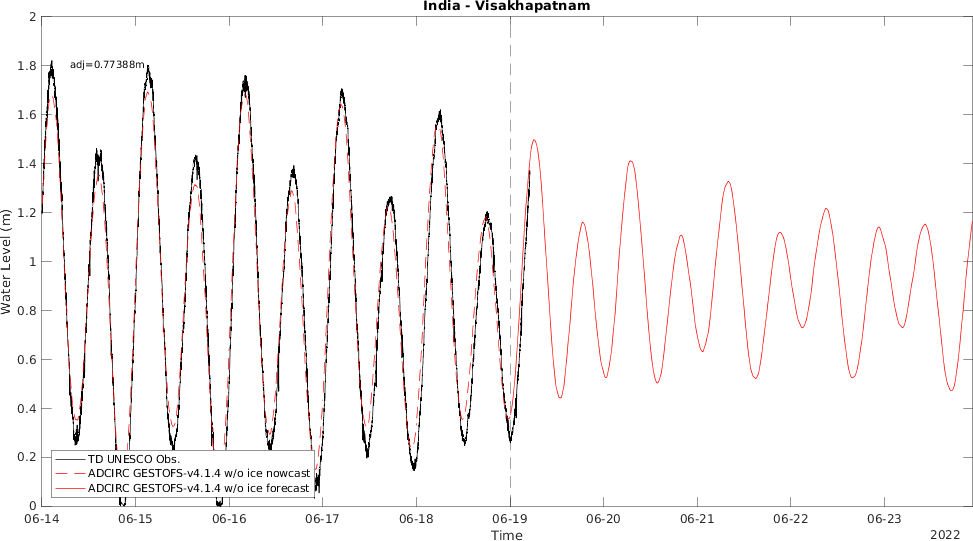 India - Visakhapatnam
2
1.8
1.6
1.4
1.2
1
0.8
0.6
0.4
0.2
0
Water Level (m)
adj=0.77388m
TD UNESCO Obs.
ADCIRC GESTOFS-v4.1.4 w/o ice nowcast
ADCIRC GESTOFS-v4.1.4 w/o ice forecast
06-14 06-15 06-16 06-17 06-18 06-19 06-20 06-21 06-22 06-23
Time
2022